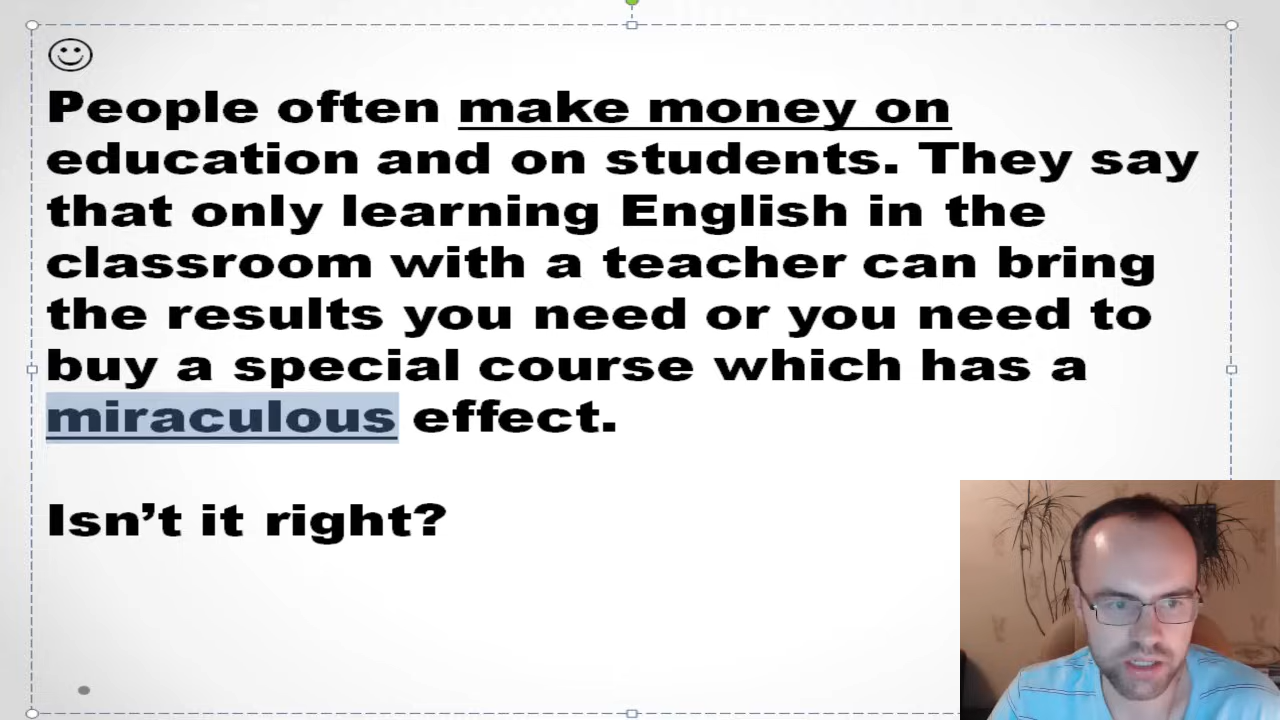 People often make money on
education and on students. They say
that only learning English in the
classroom with a teacher can bring
the results you need or you need to
buy a special course which has a
miraculous effect.
Isn’t it right?